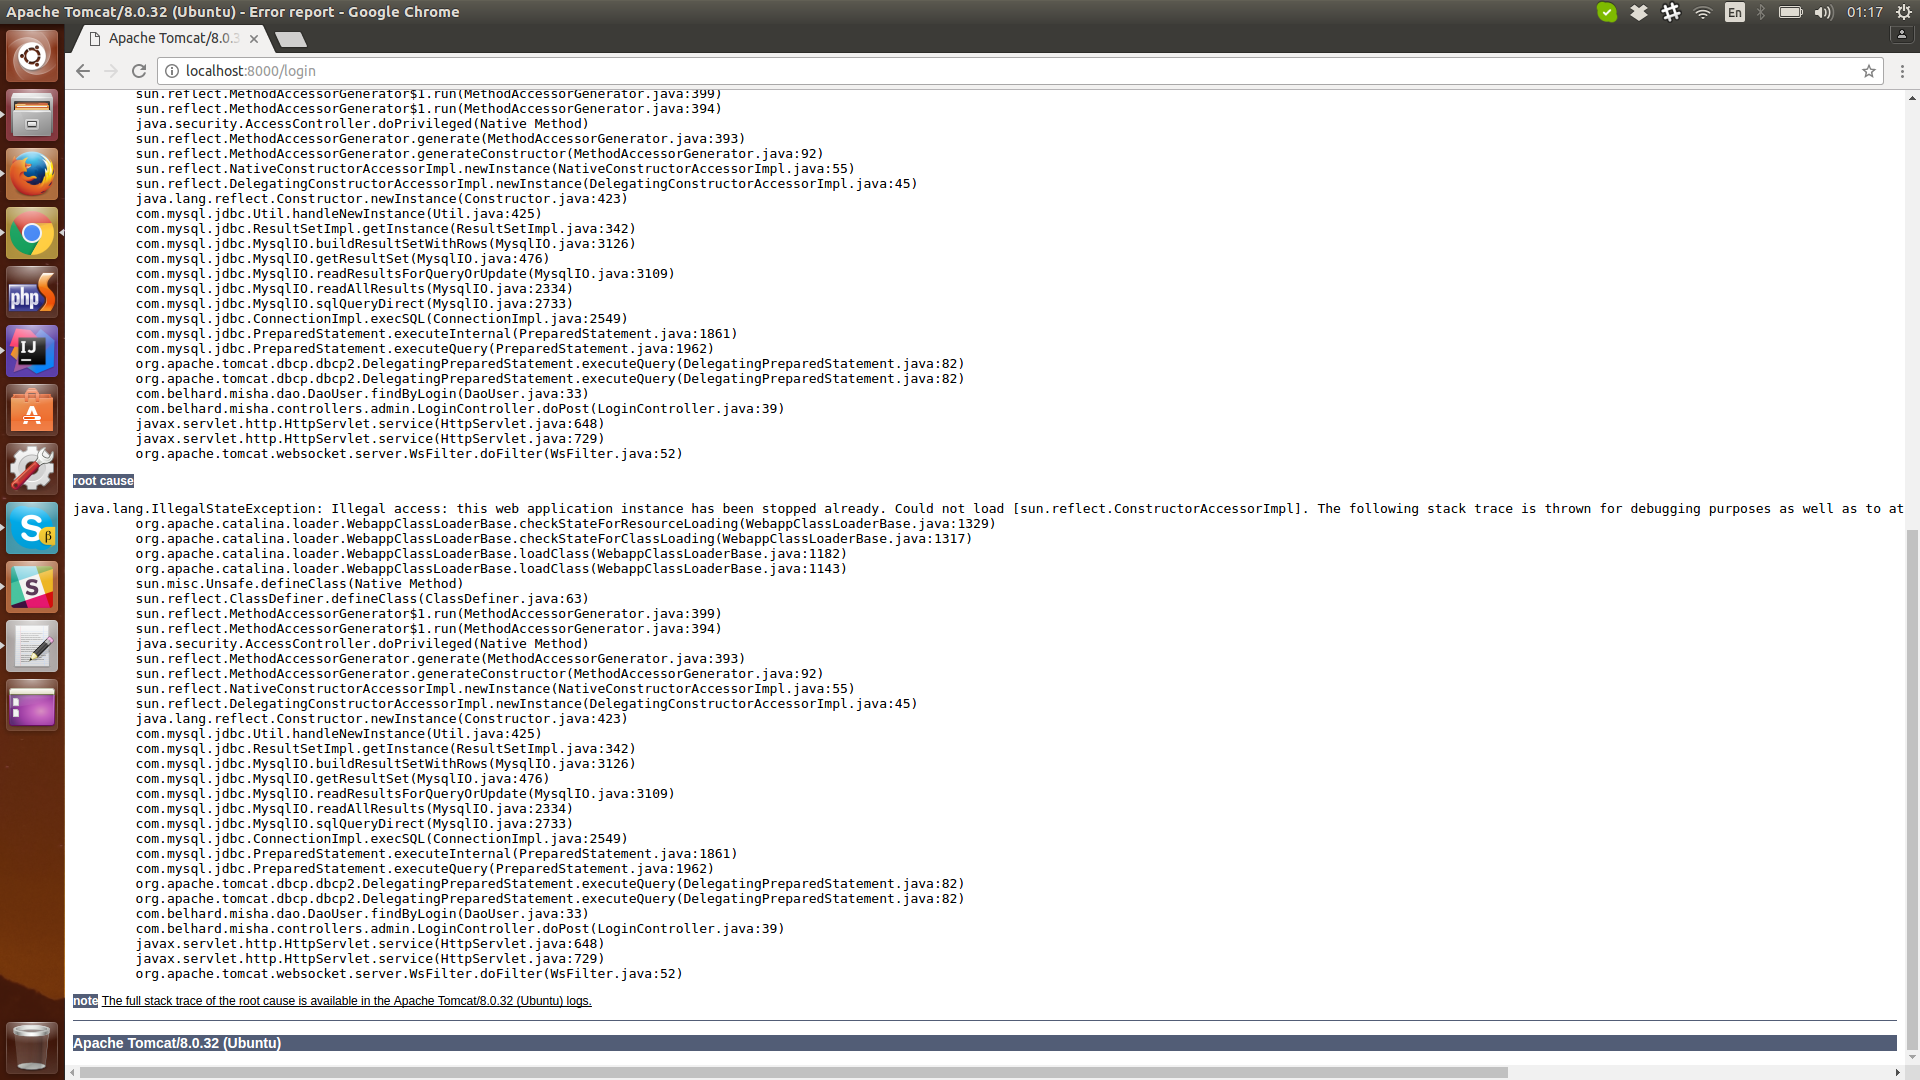 Apache Tomcat/8.0.32 (Ubuntu) - Error report - Google Chrome
En
01:17
Apache Tomcat/8.0.3
localhost:8000/login
sun.reflect.MethodAccessorGenerator$1.run(MethodAccessorGenerator.java:399)
sun.reflect.MethodAccessorGenerator$1.run(MethodAccessorGenerator.java:394)
java.security.AccessController.doPrivileged(Native Method)
sun.reflect.MethodAccessorGenerator.generate(MethodAccessorGenerator.java:393)
sun.reflect.MethodAccessorGenerator.generateConstructor(MethodAccessorGenerator.java:92)
sun.reflect.NativeConstructorAccessorImpl.newInstance(NativeConstructorAccessorImpl.java:55)
sun.reflect.DelegatingConstructorAccessorImpl.newInstance(DelegatingConstructorAccessorImpl.java:45)
java.lang.reflect.Constructor.newInstance(Constructor.java:423)
com.mysql.jdbc.Util.handleNewInstance(Util.java:425)
com.mysql.jdbc.ResultSetImpl.getInstance(ResultSetImpl.java:342)
com.mysql.jdbc.MysqlIO.buildResultSetWithRows(MysqlIO.java:3126)
com.mysql.jdbc.MysqlIO.getResultSet(MysqlIO.java:476)
com.mysql.jdbc.MysqlIO.readResultsForQueryOrUpdate(MysqlIO.java:3109)
com.mysql.jdbc.MysqlIO.readAllResults(MysqlIO.java:2334)
com.mysql.jdbc.MysqlIO.sqlQueryDirect(MysqlIO.java:2733)
com.mysql.jdbc.ConnectionImpl.execSQL(ConnectionImpl.java:2549)
com.mysql.jdbc.PreparedStatement.executeInternal(PreparedStatement.java:1861)
com.mysql.jdbc.PreparedStatement.executeQuery(PreparedStatement.java:1962)
org.apache.tomcat.dbcp.dbcp2.DelegatingPreparedStatement.executeQuery(DelegatingPreparedStatement.java:82)
org.apache.tomcat.dbcp.dbcp2.DelegatingPreparedStatement.executeQuery(DelegatingPreparedStatement.java:82)
com.belhard.misha.dao.DaoUser.findByLogin(DaoUser.java:33)
com.belhard.misha.controllers.admin.LoginController.doPost(LoginController.java:39)
javax.servlet.http.HttpServlet.service(HttpServlet.java:648)
javax.servlet.http.HttpServlet.service(HttpServlet.java:729)
org.apache.tomcat.websocket.server.WsFilter.doFilter(WsFilter.java:52)
root cause
java.lang.IllegalStateException: Illegal access: this web application instance has been stopped already. Could not load [sun.reflect.ConstructorAccessorImpl]. The following stack trace is thrown for debugging purposes as well as to at
org.apache.catalina.loader.WebappClassLoaderBase.checkStateForResourceLoading(WebappClassLoaderBase.java:1329)
org.apache.catalina.loader.WebappClassLoaderBase.checkStateForClassLoading(WebappClassLoaderBase.java:1317)
org.apache.catalina.loader.WebappClassLoaderBase.loadClass(WebappClassLoaderBase.java:1182)
org.apache.catalina.loader.WebappClassLoaderBase.loadClass(WebappClassLoaderBase.java:1143)
sun.misc.Unsafe.defineClass(Native Method)
sun.reflect.ClassDefiner.defineClass(ClassDefiner.java:63)
sun.reflect.MethodAccessorGenerator$1.run(MethodAccessorGenerator.java:399)
sun.reflect.MethodAccessorGenerator$1.run(MethodAccessorGenerator.java:394)
java.security.AccessController.doPrivileged(Native Method)
sun.reflect.MethodAccessorGenerator.generate(MethodAccessorGenerator.java:393)
sun.reflect.MethodAccessorGenerator.generateConstructor(MethodAccessorGenerator.java:92)
sun.reflect.NativeConstructorAccessorImpl.newInstance(NativeConstructorAccessorImpl.java:55)
sun.reflect.DelegatingConstructorAccessorImpl.newInstance(DelegatingConstructorAccessorImpl.java:45)
java.lang.reflect.Constructor.newInstance(Constructor.java:423)
com.mysql.jdbc.Util.handleNewInstance(Util.java:425)
com.mysql.jdbc.ResultSetImpl.getInstance(ResultSetImpl.java:342)
com.mysql.jdbc.MysqlIO.buildResultSetWithRows(MysqlIO.java:3126)
com.mysql.jdbc.MysqlIO.getResultSet(MysqlIO.java:476)
com.mysql.jdbc.MysqlIO.readResultsForQueryOrUpdate(MysqlIO.java:3109)
com.mysql.jdbc.MysqlIO.readAllResults(MysqlIO.java:2334)
com.mysql.jdbc.MysqlIO.sqlQueryDirect(MysqlIO.java:2733)
com.mysql.jdbc.ConnectionImpl.execSQL(ConnectionImpl.java:2549)
com.mysql.jdbc.PreparedStatement.executeInternal(PreparedStatement.java:1861)
com.mysql.jdbc.PreparedStatement.executeQuery(PreparedStatement.java:1962)
org.apache.tomcat.dbcp.dbcp2.DelegatingPreparedStatement.executeQuery(DelegatingPreparedStatement.java:82)
org.apache.tomcat.dbcp.dbcp2.DelegatingPreparedStatement.executeQuery(DelegatingPreparedStatement.java:82)
com.belhard.misha.dao.DaoUser.findByLogin(DaoUser.java:33)
com.belhard.misha.controllers.admin.LoginController.doPost(LoginController.java:39)
javax.servlet.http.HttpServlet.service(HttpServlet.java:648)
javax.servlet.http.HttpServlet.service(HttpServlet.java:729)
org.apache.tomcat.websocket.server.WsFilter.doFilter(WsFilter.java:52)
note The full stack trace of the root cause is available in the Apache Tomcat/8.0.32 (Ubuntu) logs.
Apache Tomcat/8.0.32 (Ubuntu)
php
IJ
S
β
S